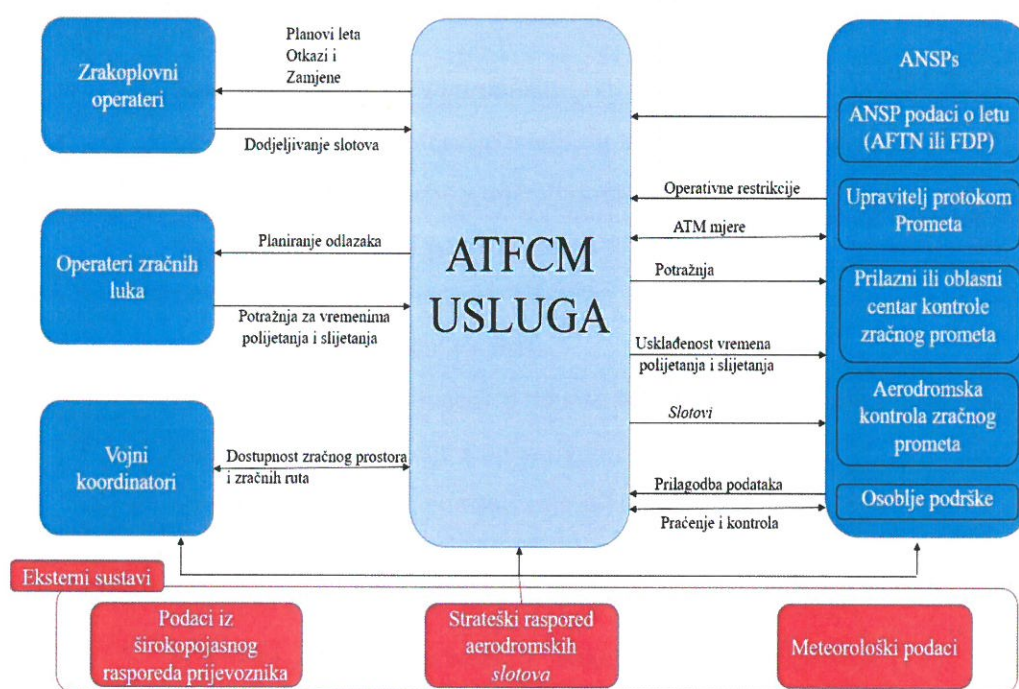 Zrakoplovni
operateri
Planovi leta
Otkazi i
Zamjene
Dodjeljivanje slotova
Operateri zračnih
luka
Planiranje odlazaka
Potražnja za vremenima
polijetanja i slijetanja
Vojni
koordinatori
Dostupnost zračnog prostora
i zračnih ruta
ATFCM
USLUGA
Operativne restrikcije
ATM mjere
Potražnja
Usklađenost vremena
polijetanja i slijetanja
Slotovi
Prilagodba podataka
Praćenje i kontrola
ANSPs
ANSP podaci o letu
(AFTN ili FDP)
Upravitelj protokom
Prometa
Prilazni ili oblasni
centar kontrole
zračnog prometa
Aerodromska
kontrola zračnog
prometa
Osoblje podrške
Eksterni sustavi
Podaci iz
širokopojasnog
rasporeda prijevoznika
Strateški raspored
aerodromskih
slotova
Meteorološki podaci